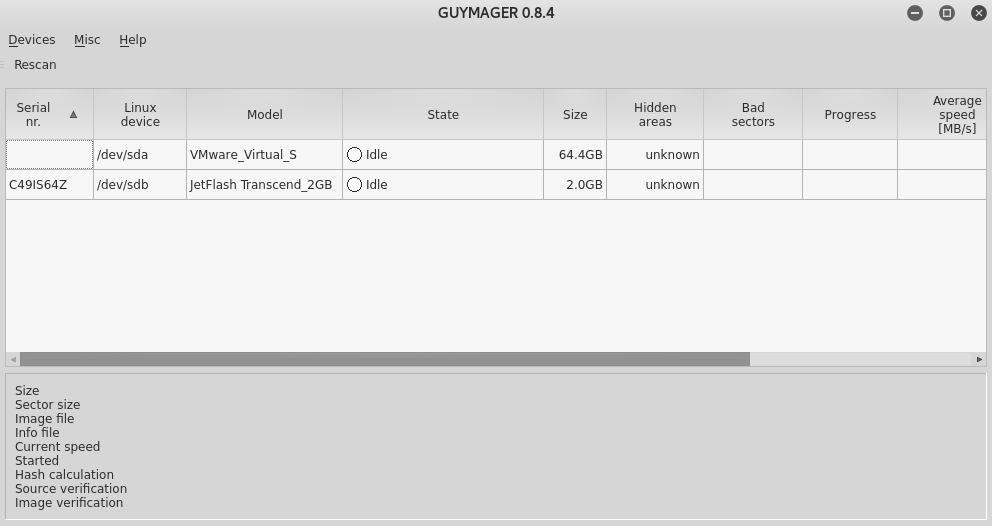 GUYMAGER 0.8.4
Devices Misc Help
Rescan
Serial nr. Linux device Model State Size Hidden areas Bad sectors Progress Average speed [MB/s]
/dev/sda VMware_Virtual_S Idle 64.4GB unknown
C49IS64Z /dev/sdb JetFlash Transcend_2GB Idle 2.0GB unknown
Size
Sector size
Image file
Info file
Current speed
Started
Hash calculation
Source verification
Image verification